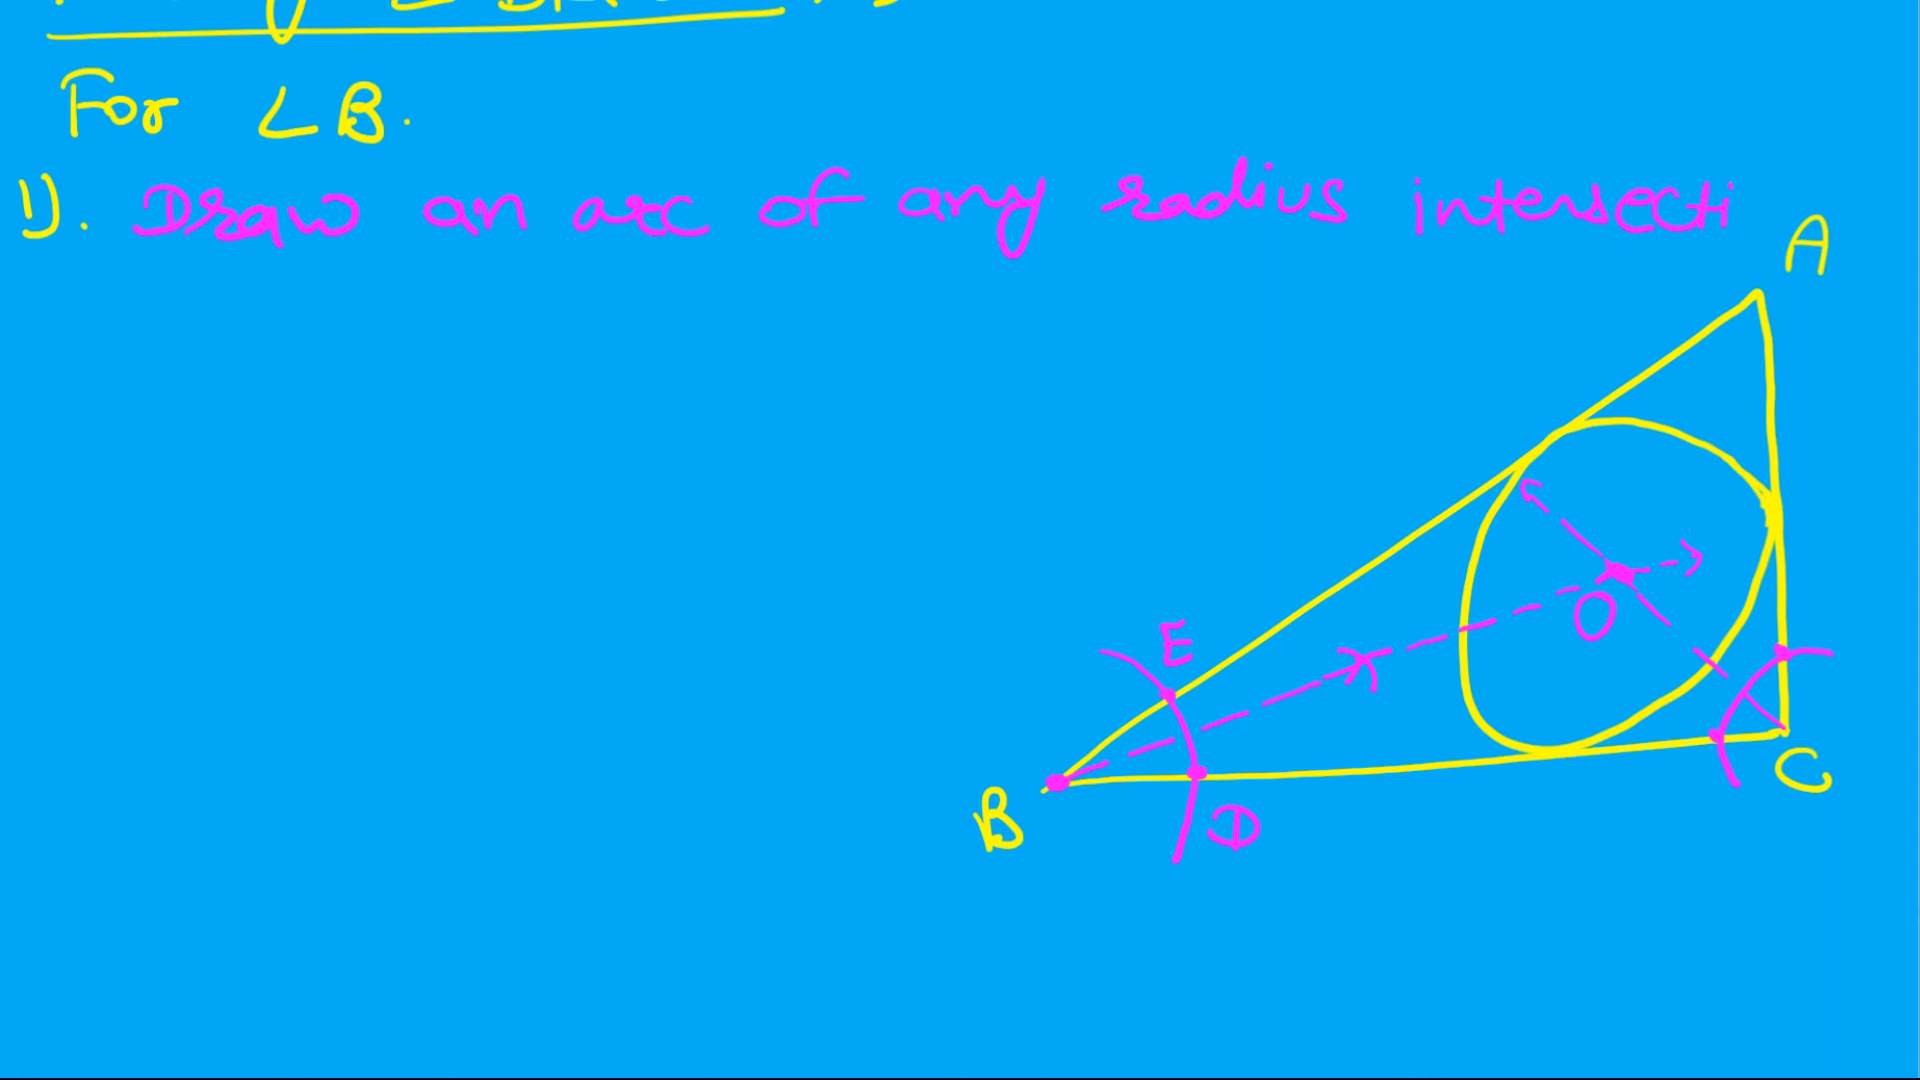 For ∠B.
1). Draw an arc of any radius intersecti
A
E
O
B
D
C